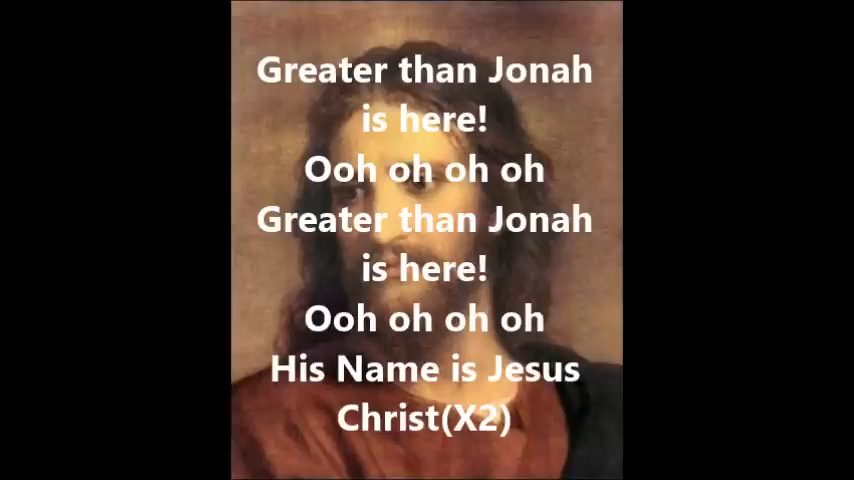 Greater than Jonah
is here!
Ooh oh oh oh
Greater than Jonah
is here!
Ooh oh oh oh
His Name is Jesus
Christ(X2)